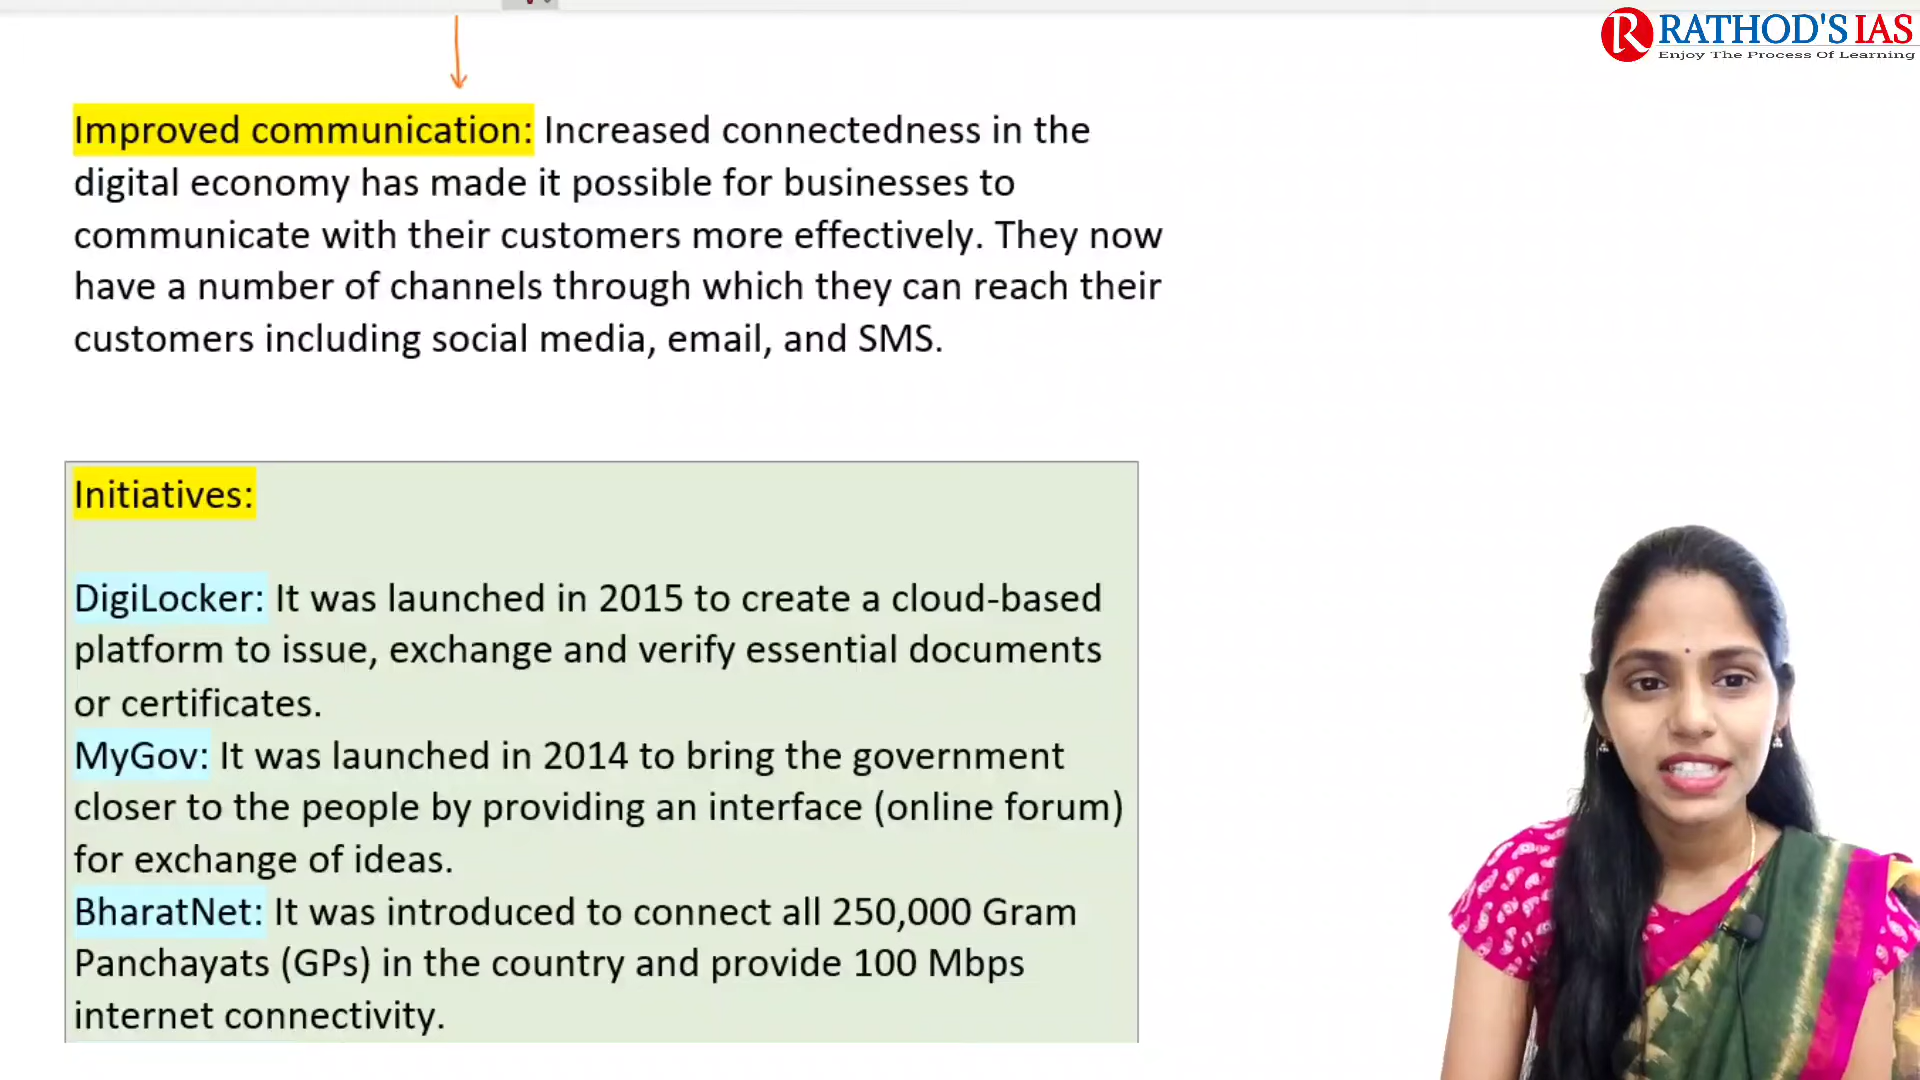 RATHOD'S IAS
Enjoy The Process Of Learning
Improved communication: Increased connectedness in the
digital economy has made it possible for businesses to
communicate with their customers more effectively. They now
have a number of channels through which they can reach their
customers including social media, email, and SMS.
Initiatives:
DigiLocker: It was launched in 2015 to create a cloud-based
platform to issue, exchange and verify essential documents
or certificates.
MyGov: It was launched in 2014 to bring the government
closer to the people by providing an interface (online forum)
for exchange of ideas.
BharatNet: It was introduced to connect all 250,000 Gram
Panchayats (GPs) in the country and provide 100 Mbps
internet connectivity.